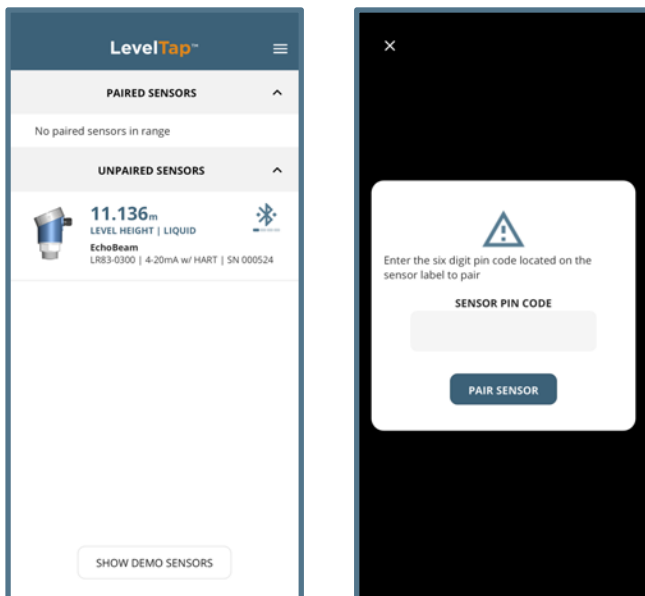 LevelTap™
PAIRED SENSORS
No paired sensors in range
UNPAIRED SENSORS
11.136m
LEVEL HEIGHT | LIQUID
EchoBeam
LR83-0300 | 4-20mA w/ HART | SN 000524
SHOW DEMO SENSORS
Enter the six digit pin code located on the
sensor label to pair
SENSOR PIN CODE
PAIR SENSOR